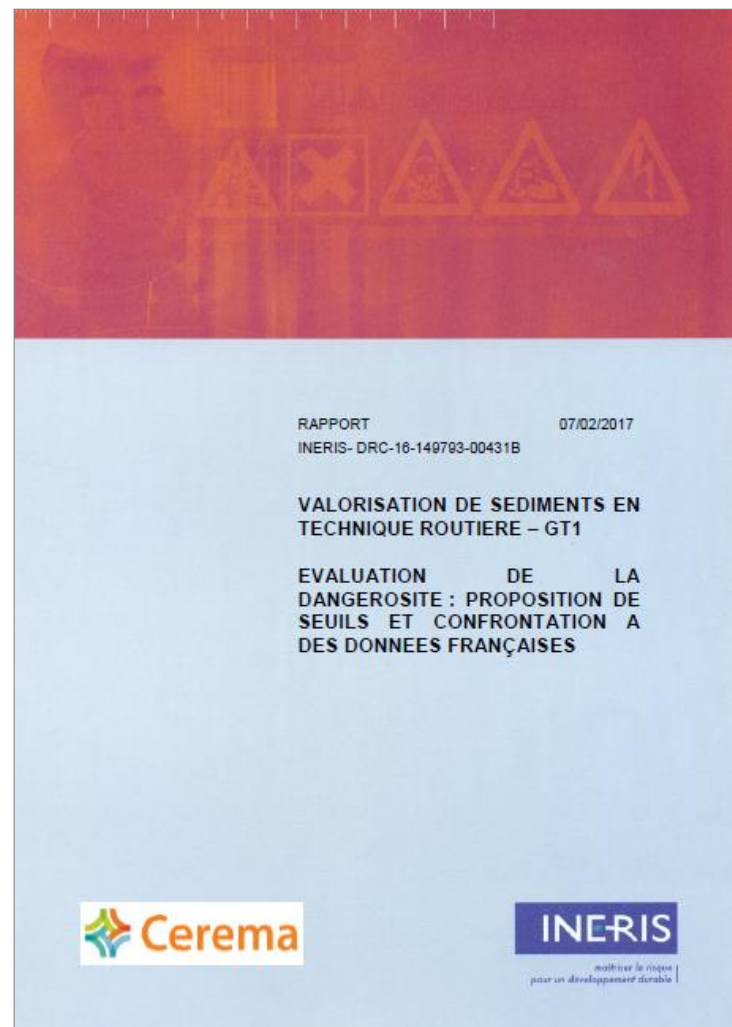 RAPPORT 07/02/2017
INERIS- DRC-16-149793-00431B
VALORISATION DE SEDIMENTS EN
TECHNIQUE ROUTIERE – GT1
EVALUATION DE LA
DANGEROSITE : PROPOSITION DE
SEUILS ET CONFRONTATION A
DES DONNEES FRANÇAISES
Cerema
INERIS
maîtriser le risque
pour un développement durable